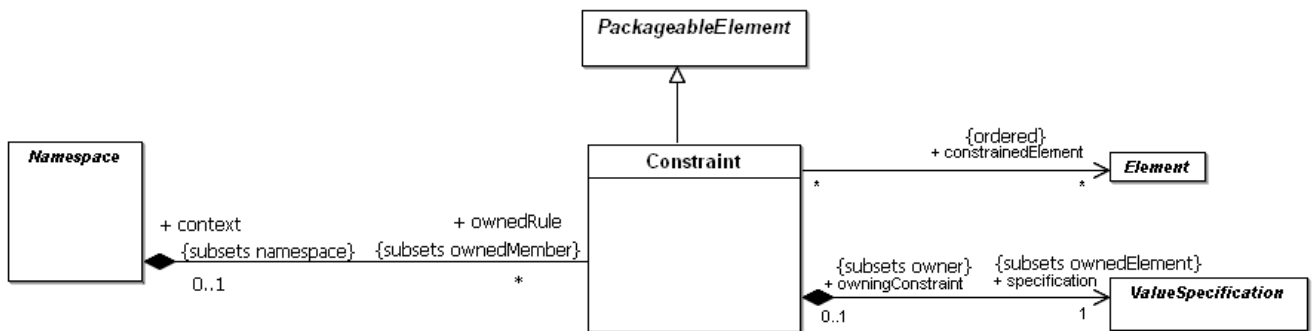 PackageableElement
Namespace
Constraint
{ordered}
+ constrainedElement
*
*
Element
+ context
{subsets namespace}
0..1
+ ownedRule
{subsets ownedMember}
*
{subsets owner}
+ owningConstraint
0..1
{subsets ownedElement}
+ specification
1
ValueSpecification